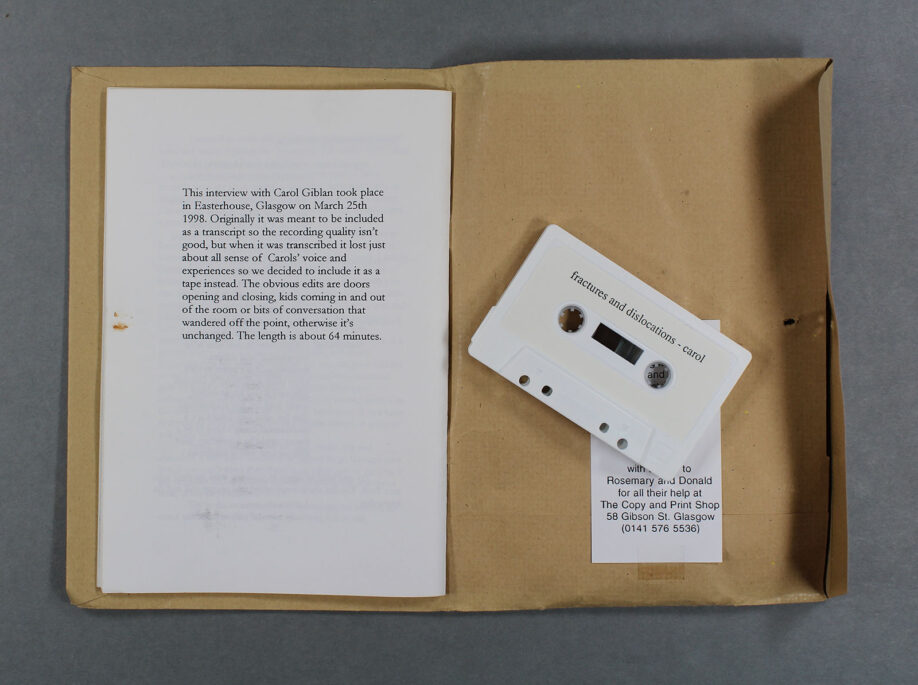 This interview with Carol Giblan took place
in Easterhouse, Glasgow on March 25th
1998. Originally it was meant to be included
as a transcript so the recording quality isn't
good, but when it was transcribed it lost just
about all sense of Carols' voice and
experiences so we decided to include it as a
tape instead. The obvious edits are doors
opening and closing, kids coming in and out
of the room or bits of conversation that
wandered off the point, otherwise it's
unchanged. The length is about 64 minutes.
fractures and dislocations - carol
and
with to
Rosemary and Donald
for all their help at
The Copy and Print Shop
58 Gibson St. Glasgow
(0141 576 5536)